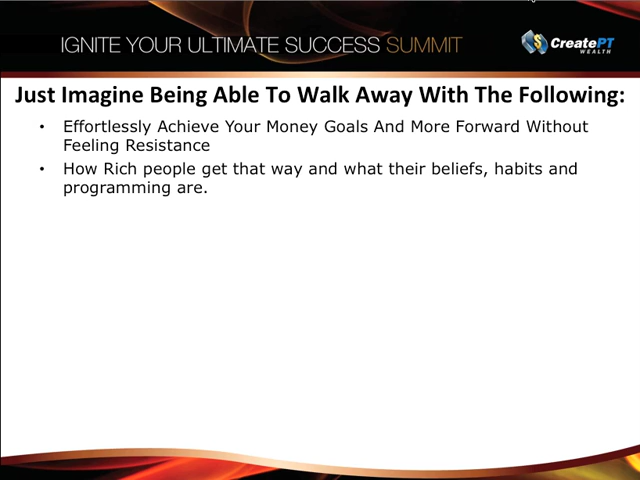 IGNITE YOUR ULTIMATE SUCCESS SUMMIT
CreatePT
WEALTH
Just Imagine Being Able To Walk Away With The Following:
• Effortlessly Achieve Your Money Goals And More Forward Without
Feeling Resistance
• How Rich people get that way and what their beliefs, habits and
programming are.